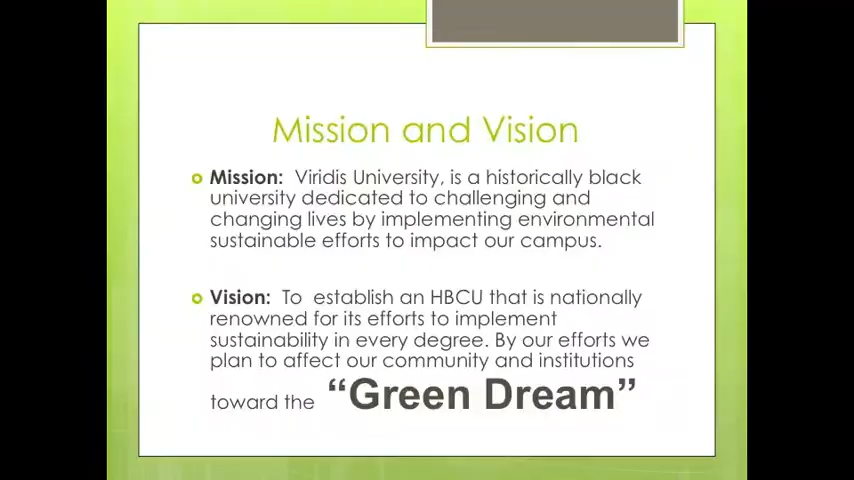 Mission and Vision
Mission: Viridis University, is a historically black
university dedicated to challenging and
changing lives by implementing environmental
sustainable efforts to impact our campus.
Vision: To establish an HBCU that is nationally
renowned for its efforts to implement
sustainability in every degree. By our efforts we
plan to affect our community and institutions
toward the “Green Dream”